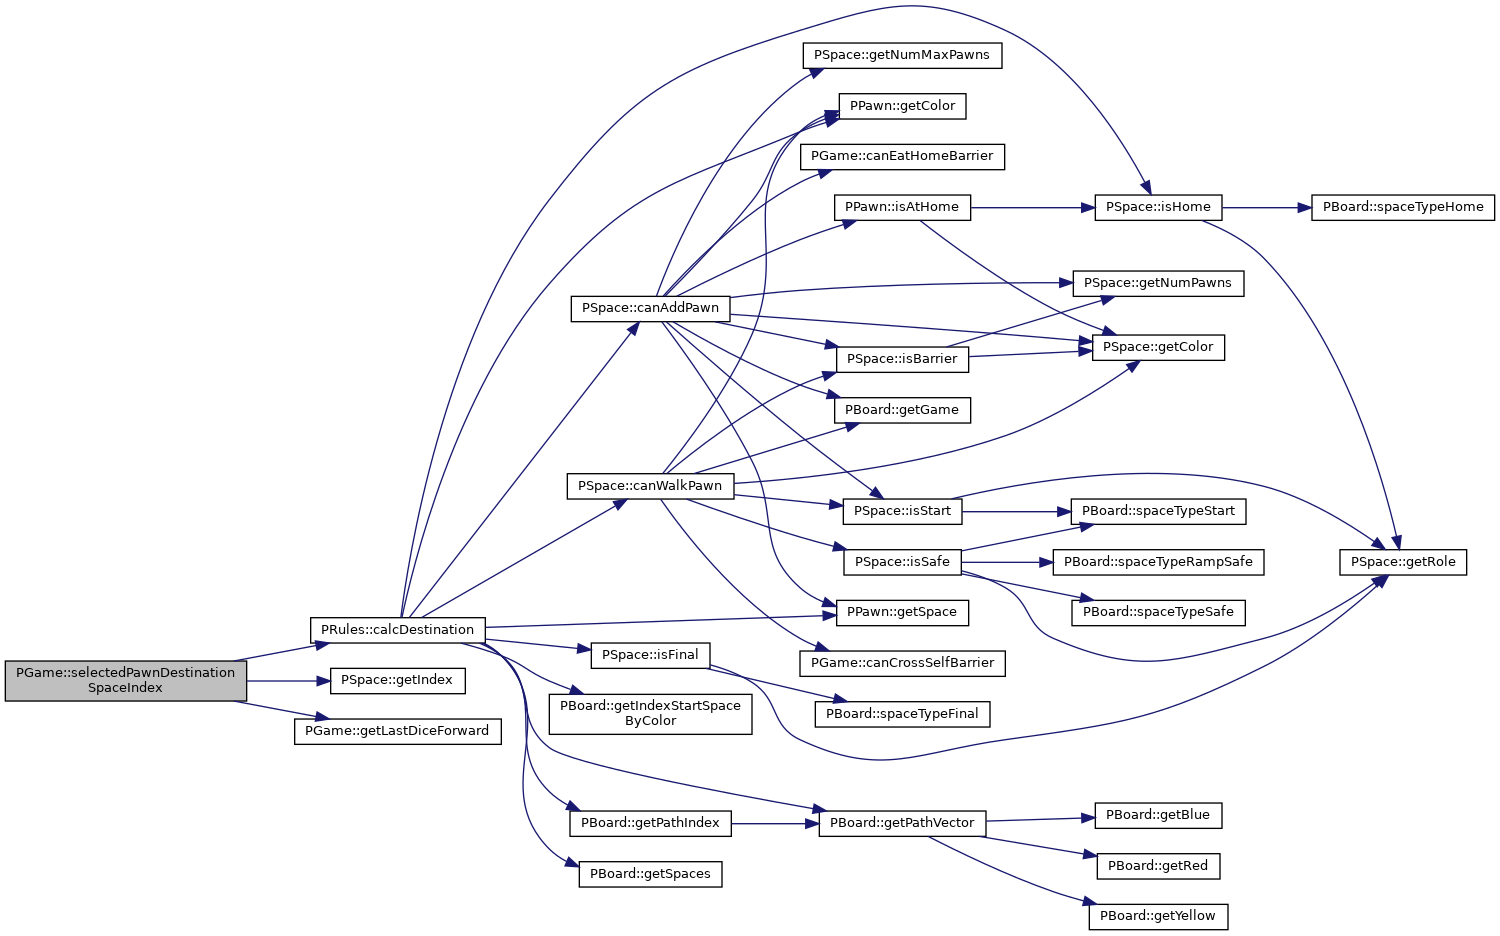 PSpace::getNumMaxPawns
PPawn::getColor
PGame::canEatHomeBarrier
PPawn::isAtHome
PSpace::isHome
PBoard::spaceTypeHome
PSpace::getNumPawns
PSpace::canAddPawn
PSpace::getColor
PSpace::isBarrier
PBoard::getGame
PSpace::canWalkPawn
PSpace::isStart
PBoard::spaceTypeStart
PSpace::isSafe
PBoard::spaceTypeRampSafe
PSpace::getRole
PBoard::spaceTypeSafe
PPawn::getSpace
PRules::calcDestination
PSpace::isFinal
PGame::canCrossSelfBarrier
PGame::selectedPawnDestination
SpaceIndex
PSpace::getIndex
PBoard::getIndexStartSpace
ByColor
PBoard::spaceTypeFinal
PGame::getLastDiceForward
PBoard::getPathIndex
PBoard::getPathVector
PBoard::getBlue
PBoard::getRed
PBoard::getSpaces
PBoard::getYellow